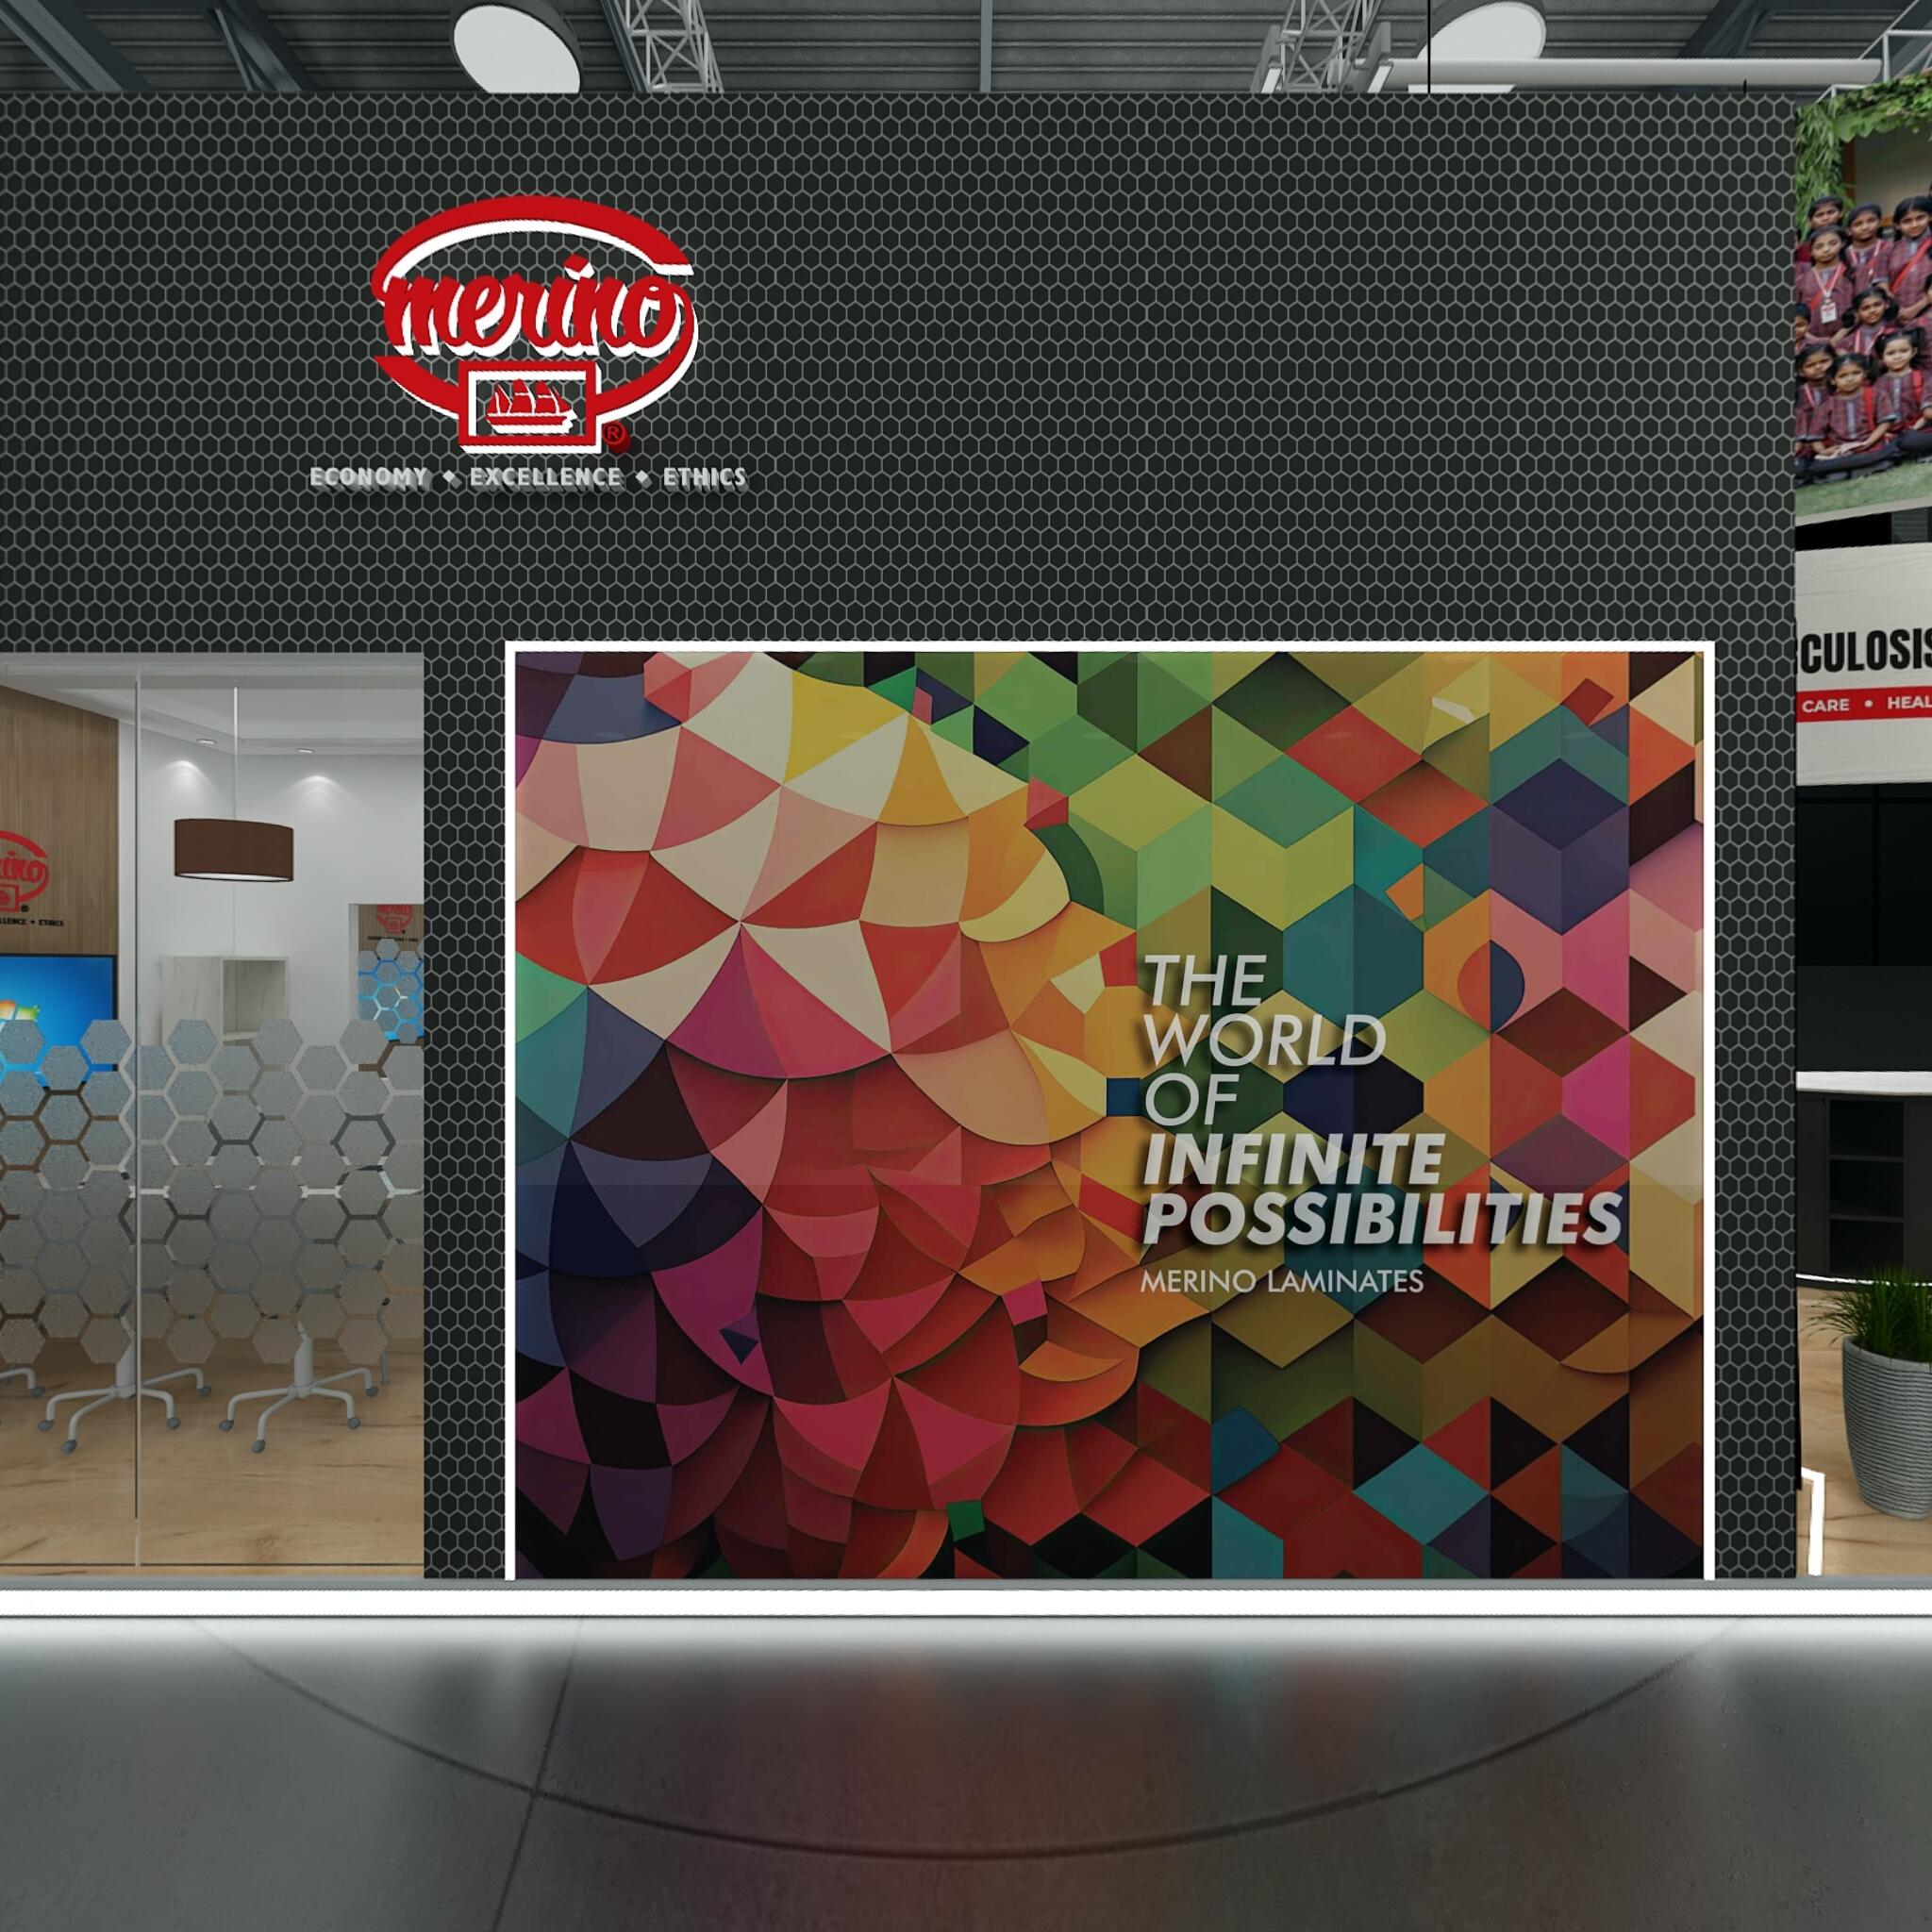 merino
®
ECONOMY ◆ EXCELLENCE ◆ ETHICS
CULOSIS
CARE • HEAL
THE
WORLD
OF
INFINITE
POSSIBILITIES
MERINO LAMINATES